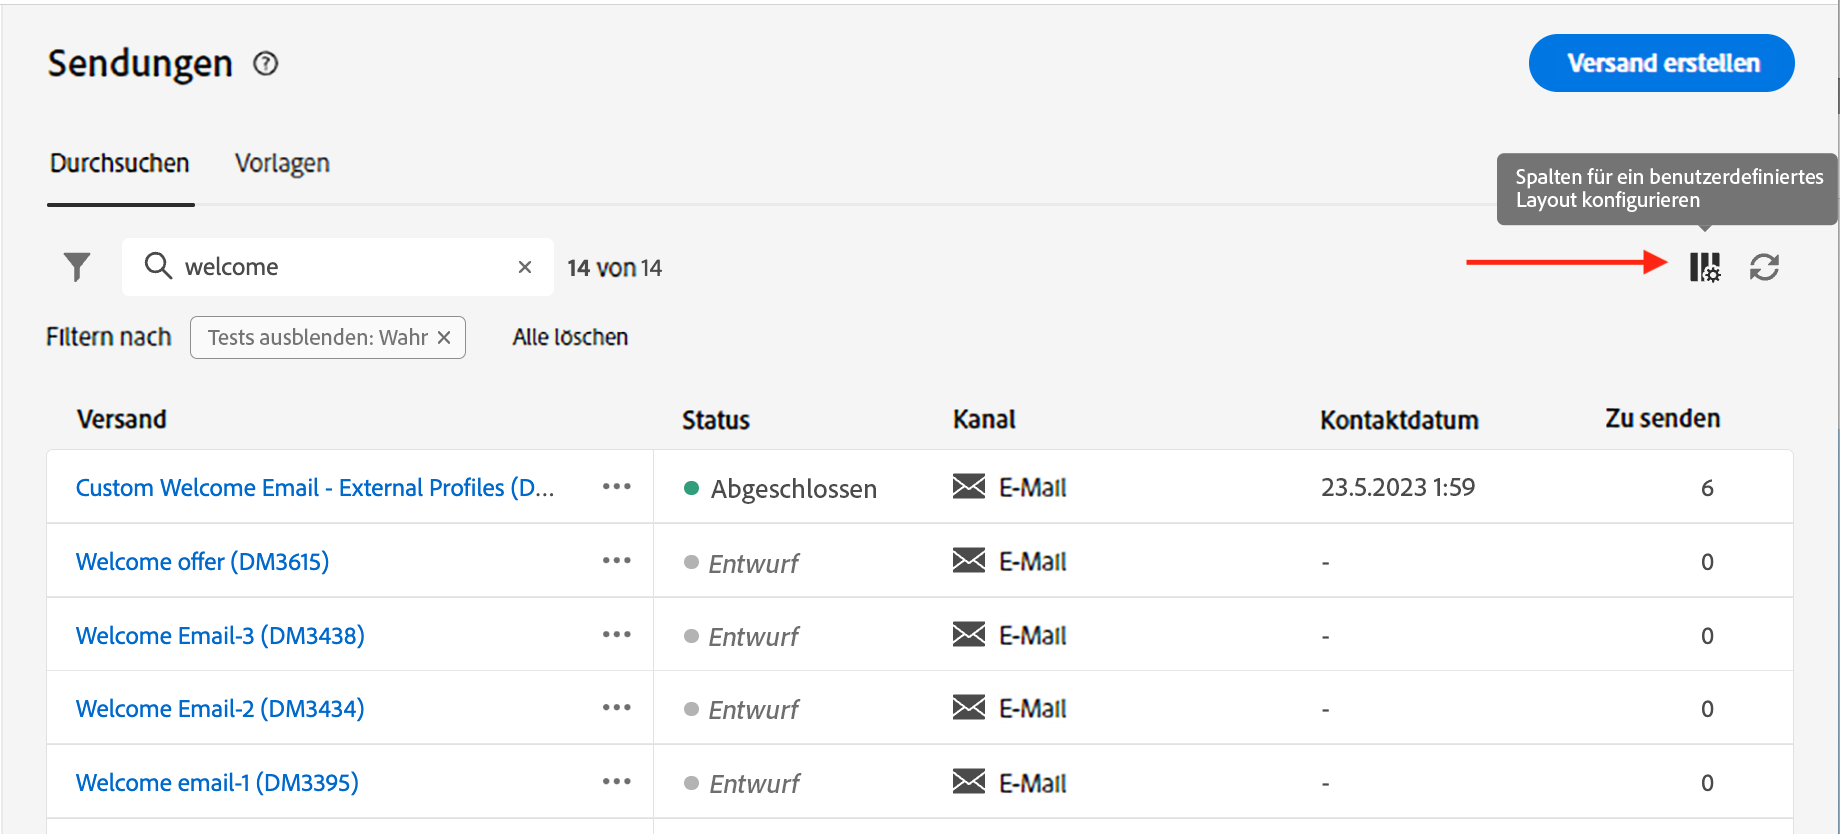 Sendungen
Versand erstellen
Durchsuchen Vorlagen
Spalten für ein benutzerdefiniertes
Layout konfigurieren
welcome 14 von 14
Filtern nach Tests ausblenden: Wahr Alle löschen
Versand Status Kanal Kontaktdatum Zu senden
Custom Welcome Email - External Profiles (D... Abgeschlossen E-Mail 23.5.2023 1:59 6
Welcome offer (DM3615) Entwurf E-Mail - 0
Welcome Email-3 (DM3438) Entwurf E-Mail - 0
Welcome Email-2 (DM3434) Entwurf E-Mail - 0
Welcome email-1 (DM3395) Entwurf E-Mail - 0